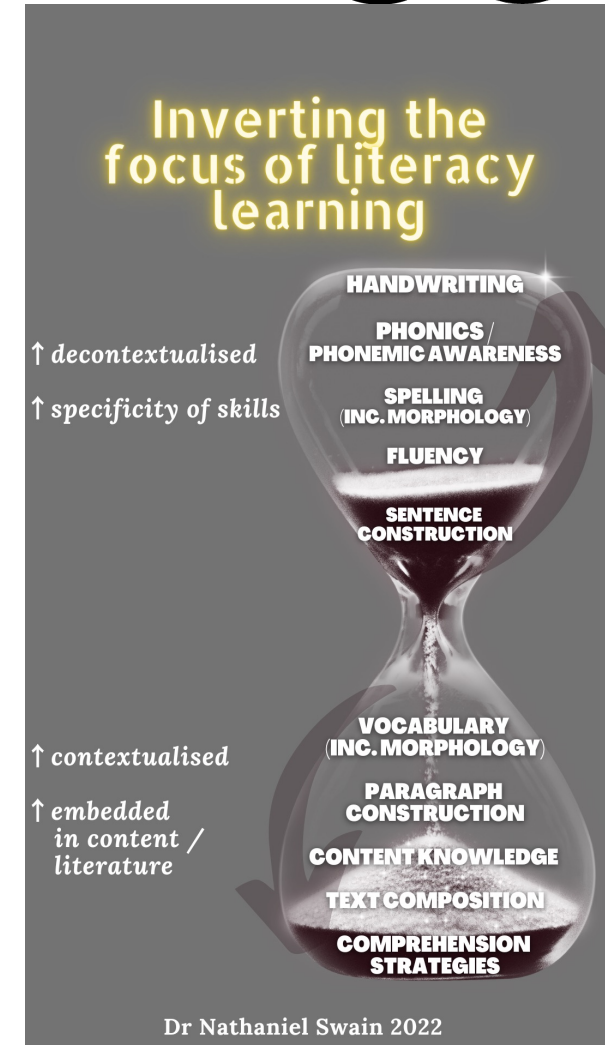 Inverting the
focus of literacy
learning
HANDWRITING
PHONICS /
PHONEMIC AWARENESS
↑ decontextualised
↑ specificity of skills
SPELLING
(INC. MORPHOLOGY)
FLUENCY
SENTENCE
CONSTRUCTION
VOCABULARY
(INC. MORPHOLOGY)
↑ contextualised
↑ embedded
in content /
literature
PARAGRAPH
CONSTRUCTION
CONTENT KNOWLEDGE
TEXT COMPOSITION
COMPREHENSION
STRATEGIES
Dr Nathaniel Swain 2022